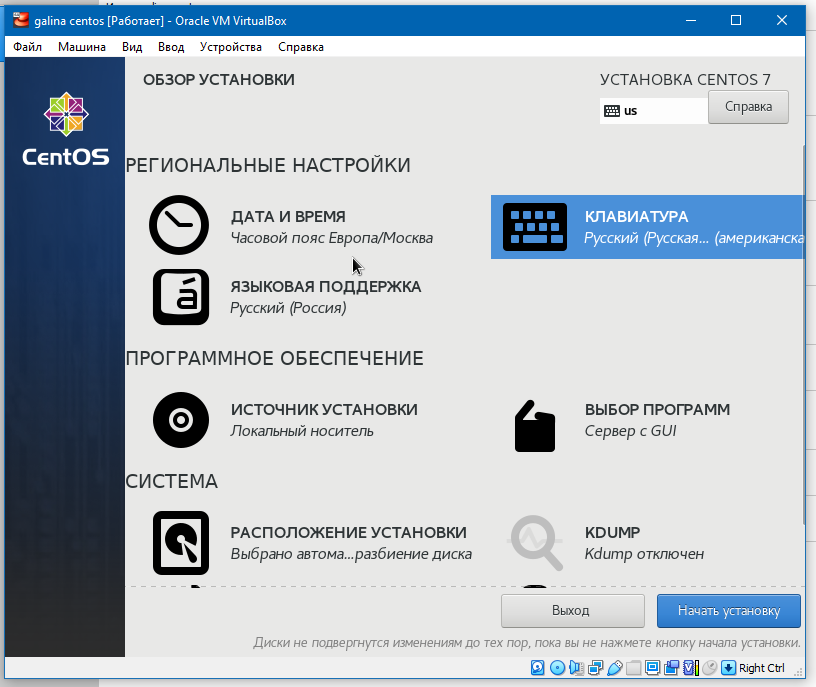 galina centos [Работает] - Oracle VM VirtualBox
Файл Машина Вид Ввод Устройства Справка
ОБЗОР УСТАНОВКИ
УСТАНОВКА CENTOS 7
us
Справка
CentOS
РЕГИОНАЛЬНЫЕ НАСТРОЙКИ
ДАТА И ВРЕМЯ
Часовой пояс Европа/Москва
КЛАВИАТУРА
Русский (Русская... (американска
á
ЯЗЫКОВАЯ ПОДДЕРЖКА
Русский (Россия)
ПРОГРАММНОЕ ОБЕСПЕЧЕНИЕ
ИСТОЧНИК УСТАНОВКИ
Локальный носитель
ВЫБОР ПРОГРАММ
Сервер с GUI
СИСТЕМА
РАСПОЛОЖЕНИЕ УСТАНОВКИ
Выбрано автома...разбиение диска
KDUMP
Kdump отключен
Выход
Начать установку
Диски не подвергнутся изменениям до тех пор, пока вы не нажмете кнопку начала установки.
Right Ctrl